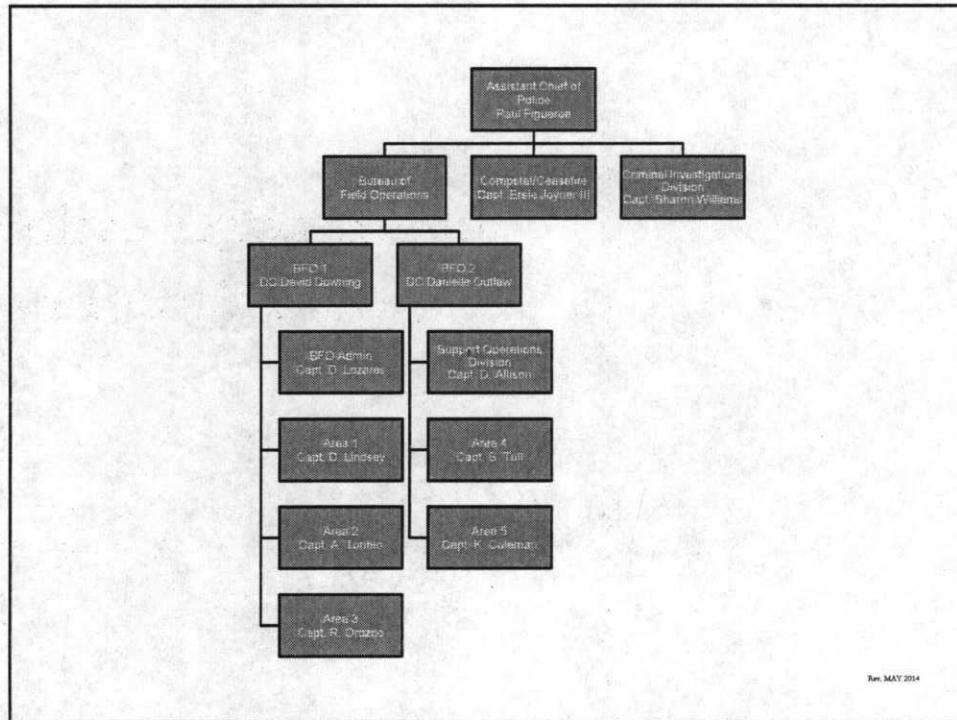 Assistant Chief of
Police
Paul Figueroa
Bureau of
Field Operations
Compstat/Ceasefire
Capt. Ersie Joyner III
Criminal Investigations
Division
Capt. Sharon Williams
BFO 1
DC David Downing
BFO 2
DC Danielle Outlaw
BFO Admin
Capt. D. Lozares
Support Operations
Division
Capt. D. Allison
Area 1
Capt. D. Lindsey
Area 4
Capt. S. Tull
Area 2
Capt. A.
Area 5
Capt. K. Coleman
Area 3
Capt. R. Orozco
Rev. MAY 2014